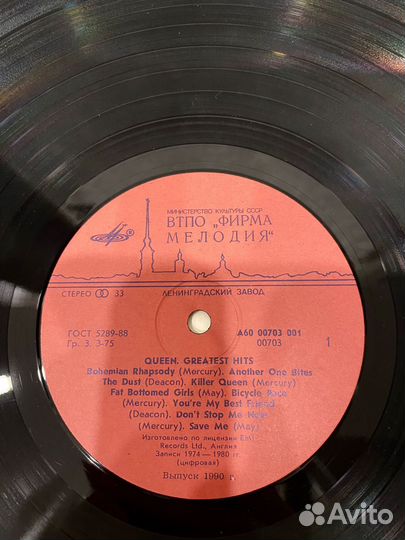 МИНИСТЕРСТВО КУЛЬТУРЫ СССР
ВТПО „ФИРМА
МЕЛОДИЯ"
СТЕРЕО 33 ЛЕНИНГРАДСКИЙ ЗАВОД
ГОСТ 5289-88 А60 00703 001
Гр. 3. 3-75 00703 1
QUEEN. GREATEST HITS
Bohemian Rhapsody (Mercury). Another One Bites
The Dust (Deacon). Killer Queen (Mercury)
Fat Bottomed Girls (May). Bicycle Race
(Mercury). You're My Best Friend
(Deacon). Don't Stop Me Now
(Mercury). Save Me (May)
Изготовлено по лицензии EMI
Records Ltd., Англия
Записи 1974—1980 гг.
(цифровая)
Выпуск 1990 г.
Avito